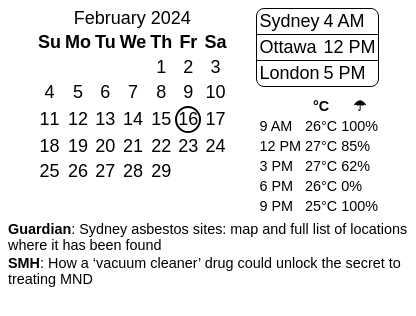 February 2024
Su Mo Tu We Th Fr Sa
1 2 3
4 5 6 7 8 9 10
11 12 13 14 15 16 17
18 19 20 21 22 23 24
25 26 27 28 29
Sydney 4 AM
Ottawa 12 PM
London 5 PM
°C ☂
9 AM 26°C 100%
12 PM 27°C 85%
3 PM 27°C 62%
6 PM 26°C 0%
9 PM 25°C 100%
Guardian: Sydney asbestos sites: map and full list of locations
where it has been found
SMH: How a ‘vacuum cleaner’ drug could unlock the secret to
treating MND